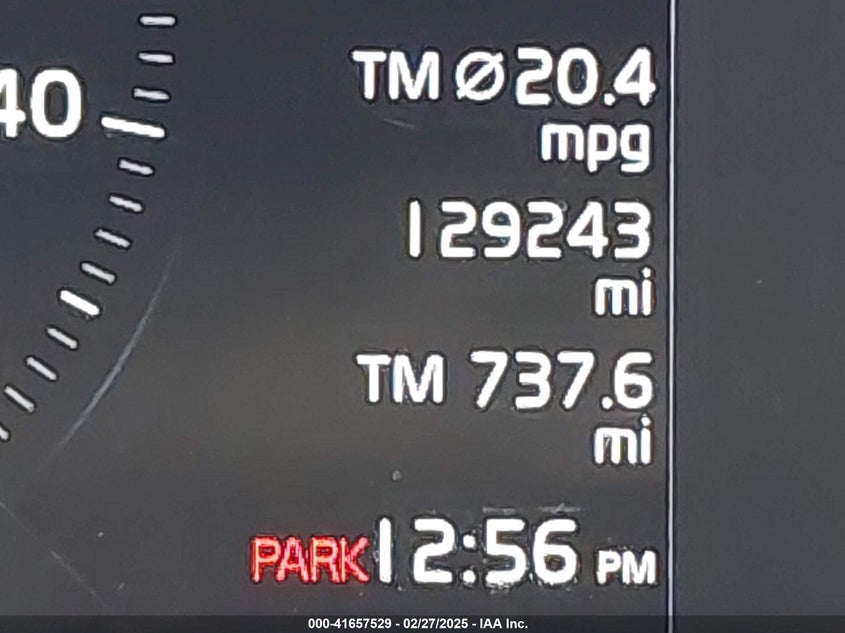 40
TM Ø20.4
mpg
129243
mi
TM 737.6
mi
PARK 12:56 PM
000-41657529 - 02/27/2025 - IAA Inc.